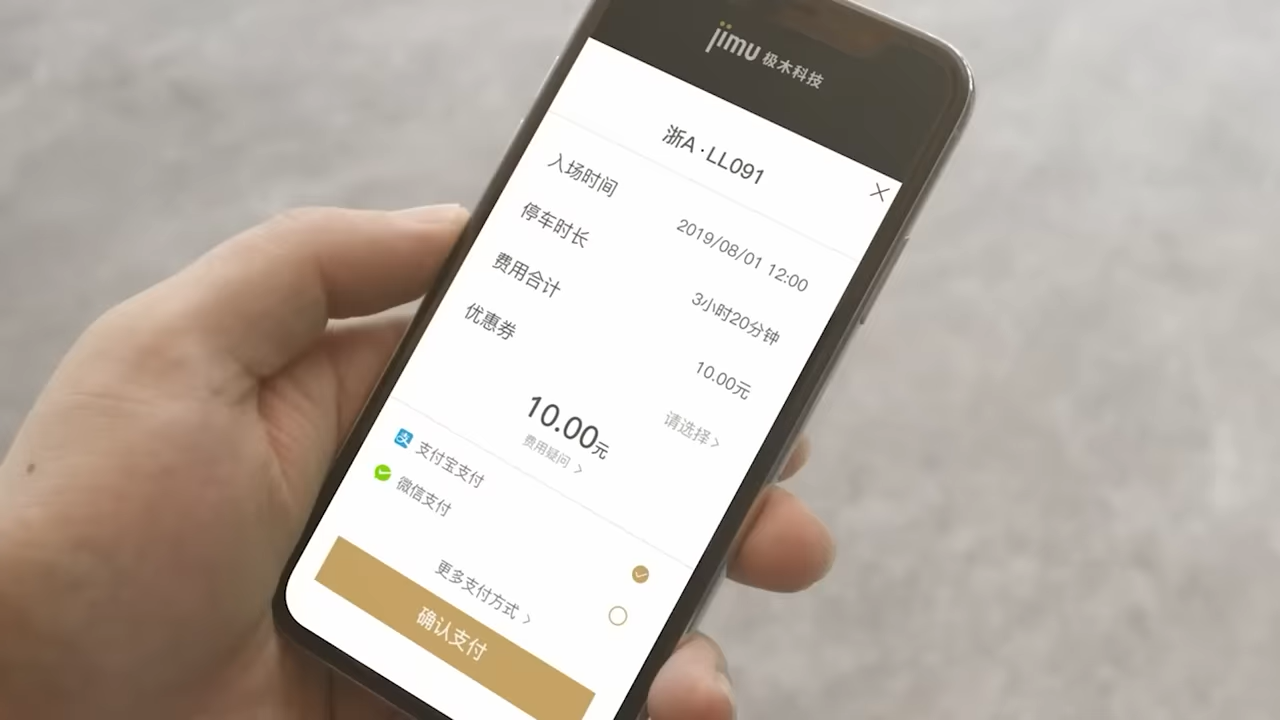 jimu 极木科技
浙A·LL091
入场时间 2019/08/01 12:00
停车时长 3小时20分钟
费用合计 10.00元
优惠券 请选择
10.00元
费用疑问
支付宝支付
微信支付
更多支付方式
确认支付